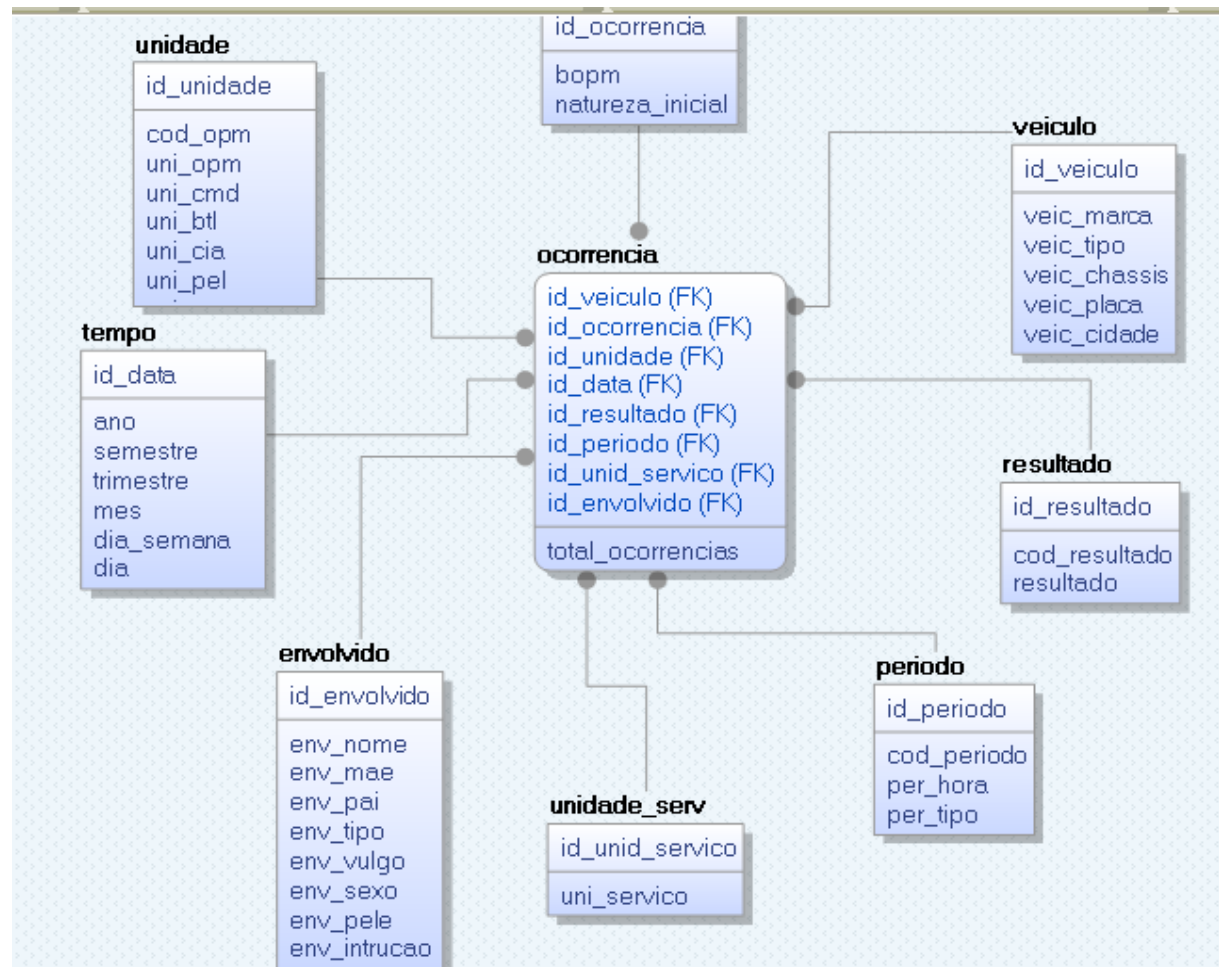 unidade
id_unidade
cod_opm
uni_opm
uni_cmd
uni_btl
uni_cia
uni_pel
id_ocorrencia
bopm
natureza_inicial
veiculo
id_veiculo
veic_marca
veic_tipo
veic_chassis
veic_placa
veic_cidade
ocorrencia
id_veiculo (FK)
id_ocorrencia (FK)
id_unidade (FK)
id_data (FK)
id_resultado (FK)
id_periodo (FK)
id_unid_servico (FK)
id_envolvido (FK)
total_ocorrencias
tempo
id_data
ano
semestre
trimestre
mes
dia_semana
dia
resultado
id_resultado
cod_resultado
resultado
envolvido
id_envolvido
env_nome
env_mae
env_pai
env_tipo
env_vulgo
env_sexo
env_pele
env_intrucao
unidade_serv
id_unid_servico
uni_servico
periodo
id_periodo
cod_periodo
per_hora
per_tipo